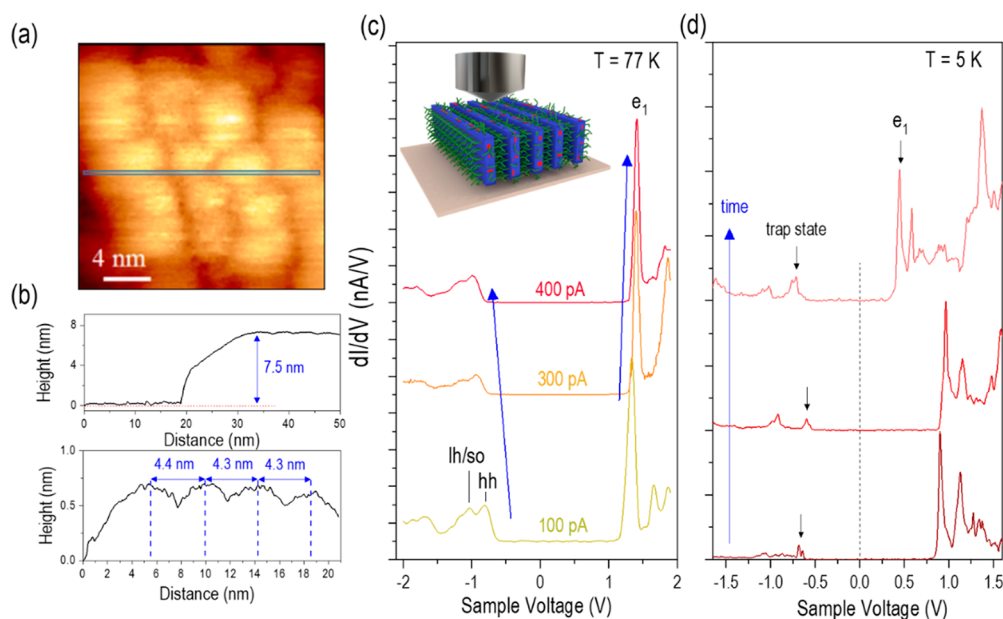 (a)
4 nm
(b)
Height (nm)
8
4
0
7.5 nm
0 10 20 30 40 50
Distance (nm)
Height (nm)
1.0
0.5
0.0
4.4 nm 4.3 nm 4.3 nm
0 2 4 6 8 10 12 14 16 18 20
Distance (nm)
(c)
T = 77 K
e1
dI/dV (nA/V)
400 pA
300 pA
lh/so
hh
100 pA
-2 -1 0 1 2
Sample Voltage (V)
(d)
T = 5 K
e1
time
trap state
-1.5 -1.0 -0.5 0.0 0.5 1.0 1.5
Sample Voltage (V)